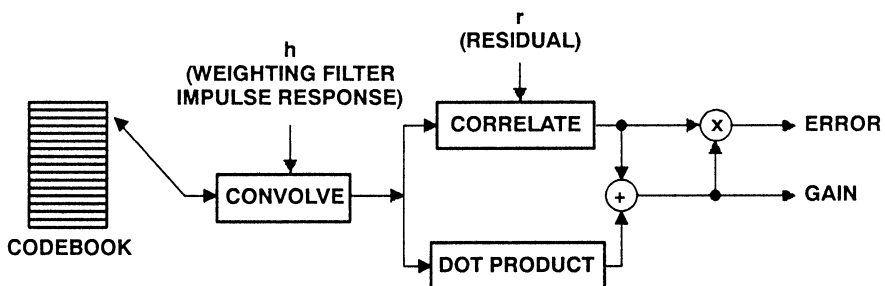 h
(WEIGHTING FILTER
IMPULSE RESPONSE)
r
(RESIDUAL)
CORRELATE
X
ERROR
CONVOLVE
+
GAIN
CODEBOOK
DOT PRODUCT